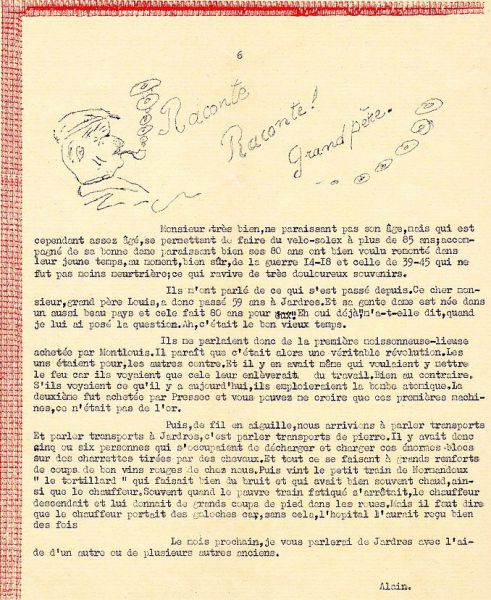 6
Raconte
Raconte!
Grand père.
Monsieur très bien,ne paraissant pas son âge,mais qui est
cependant assez âgé,se permettant de faire du velo-solex à plus de 85 ans;accom-
pagné de sa bonne dame paraissant bien ses 80 ans ont bien voulu remonté dans
leur jeune temps,au moment,bien sûr,de la guerre I4-I8 et celle de 39-45 qui ne
fut pas moins meurtrière;ce qui ravive de très douloureux souvenirs.
Ils m'ont parlé de ce qui s'est passé depuis.Ce cher mon-
sieur,grand père Louis,a donc passé 59 ans à Jardres.Et sa gente dame est née dans
un aussi beau pays et cela fait 80 ans pour eux!Eh oui déjà"m'a-t-elle dit,quand
je lui ai posé la question.Ah,c'était le bon vieux temps.
Ils me parlaient donc de la première moissonneuse-lieuse
achetée par Montlouis.Il paraît que c'était alors une véritable révolution.Les
uns étaient pour,les autres contre.Et il y en avait même qui voulaient y mettre
le feu car ils voyaient que cela leur enlèverait du travail.Bien au contraire.
S'ils voyaient ce qu'il y a aujourd'hui,ils emploieraient la bombe atomique.La
deuxième fut achetée par Pressec et vous pouvez me croire que ces premières machi-
nes,ce n'était pas de l'or.
Puis,de fil en aiguille,nous arrivions à parler transports
Et parler transports à Jardres,c'est parler transports de pierre.Il y avait donc
cinq ou six personnes qui s'occupaient de décharger et charger ces énormes blocs
sur des charrettes tirées par des chevaux.Et tout ce se faisant à grands renforts
de coups de bon vins rouges de chez nous.Puis vint le petit train de Normandoux
" le tortillard " qui faisait bien du bruit et qui avait bien souvent chaud,ain-
si que le chauffeur.Souvent quand le pauvre train fatigué s'arrêtait,le chauffeur
descendait et lui donnait de grands coups de pied dans les roues.Mais il faut dire
que le chauffeur portait des galoches car,sans cela,l'hopital l'aurait reçu bien
des fois
Le mois prochain,je vous parlerai de Jardres avec l'ai-
de d'un autre ou de plusieurs autres anciens.
Alain.